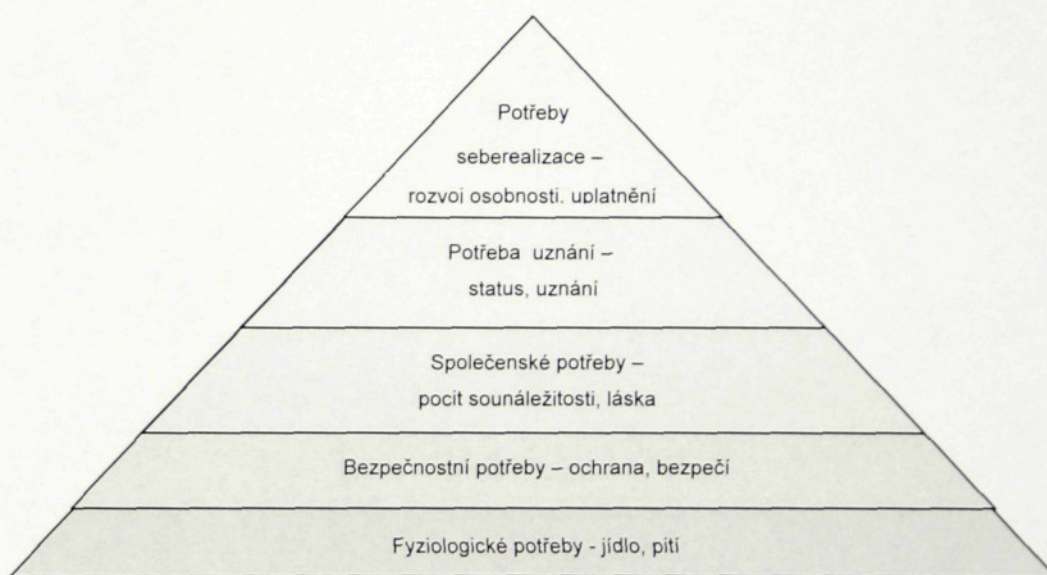 Potřeby
seberealizace –
rozvoj osobnosti, uplatnění
Potřeba uznání –
status, uznání
Společenské potřeby –
pocit sounáležitosti, láska
Bezpečnostní potřeby – ochrana, bezpečí
Fyziologické potřeby - jídlo, pití